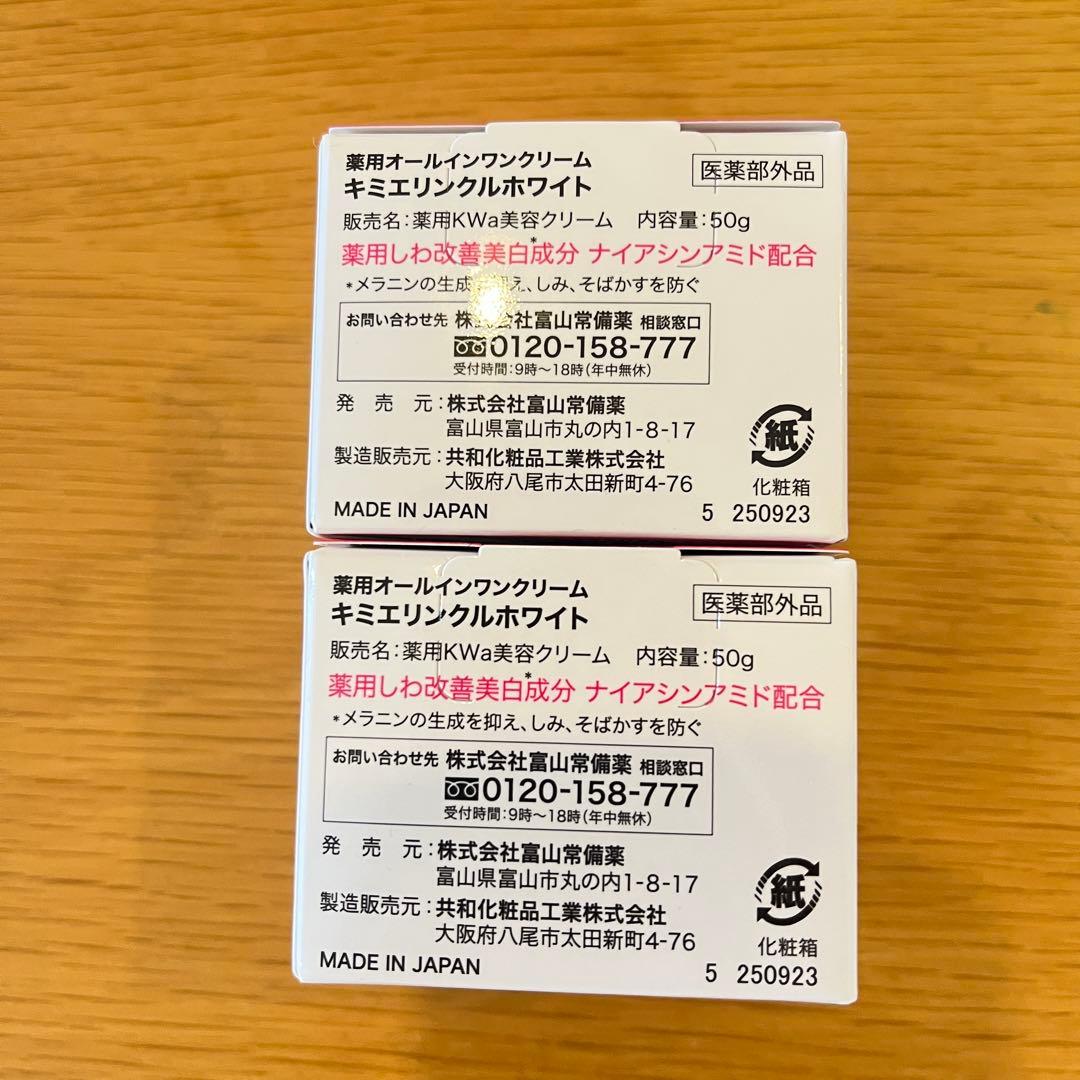 薬用オールインワンクリーム
キミエリンクルホワイト
医薬部外品
販売名:薬用KWa美容クリーム 内容量:50g
薬用しわ改善美白*成分 ナイアシンアミド配合
*メラニンの生成を抑え、しみ、そばかすを防ぐ
お問い合わせ先 株式会社富山常備薬 相談窓口
0120-158-777
受付時間:9時〜18時(年中無休)
発売元:株式会社富山常備薬
富山県富山市丸の内1-8-17
製造販売元:共和化粧品工業株式会社
大阪府八尾市太田新町4-76
紙
化粧箱
MADE IN JAPAN
5 250923
薬用オールインワンクリーム
キミエリンクルホワイト
医薬部外品
販売名:薬用KWa美容クリーム 内容量:50g
薬用しわ改善美白*成分 ナイアシンアミド配合
*メラニンの生成を抑え、しみ、そばかすを防ぐ
お問い合わせ先 株式会社富山常備薬 相談窓口
0120-158-777
受付時間:9時〜18時(年中無休)
発売元:株式会社富山常備薬
富山県富山市丸の内1-8-17
製造販売元:共和化粧品工業株式会社
大阪府八尾市太田新町4-76
紙
化粧箱
MADE IN JAPAN
5 250923